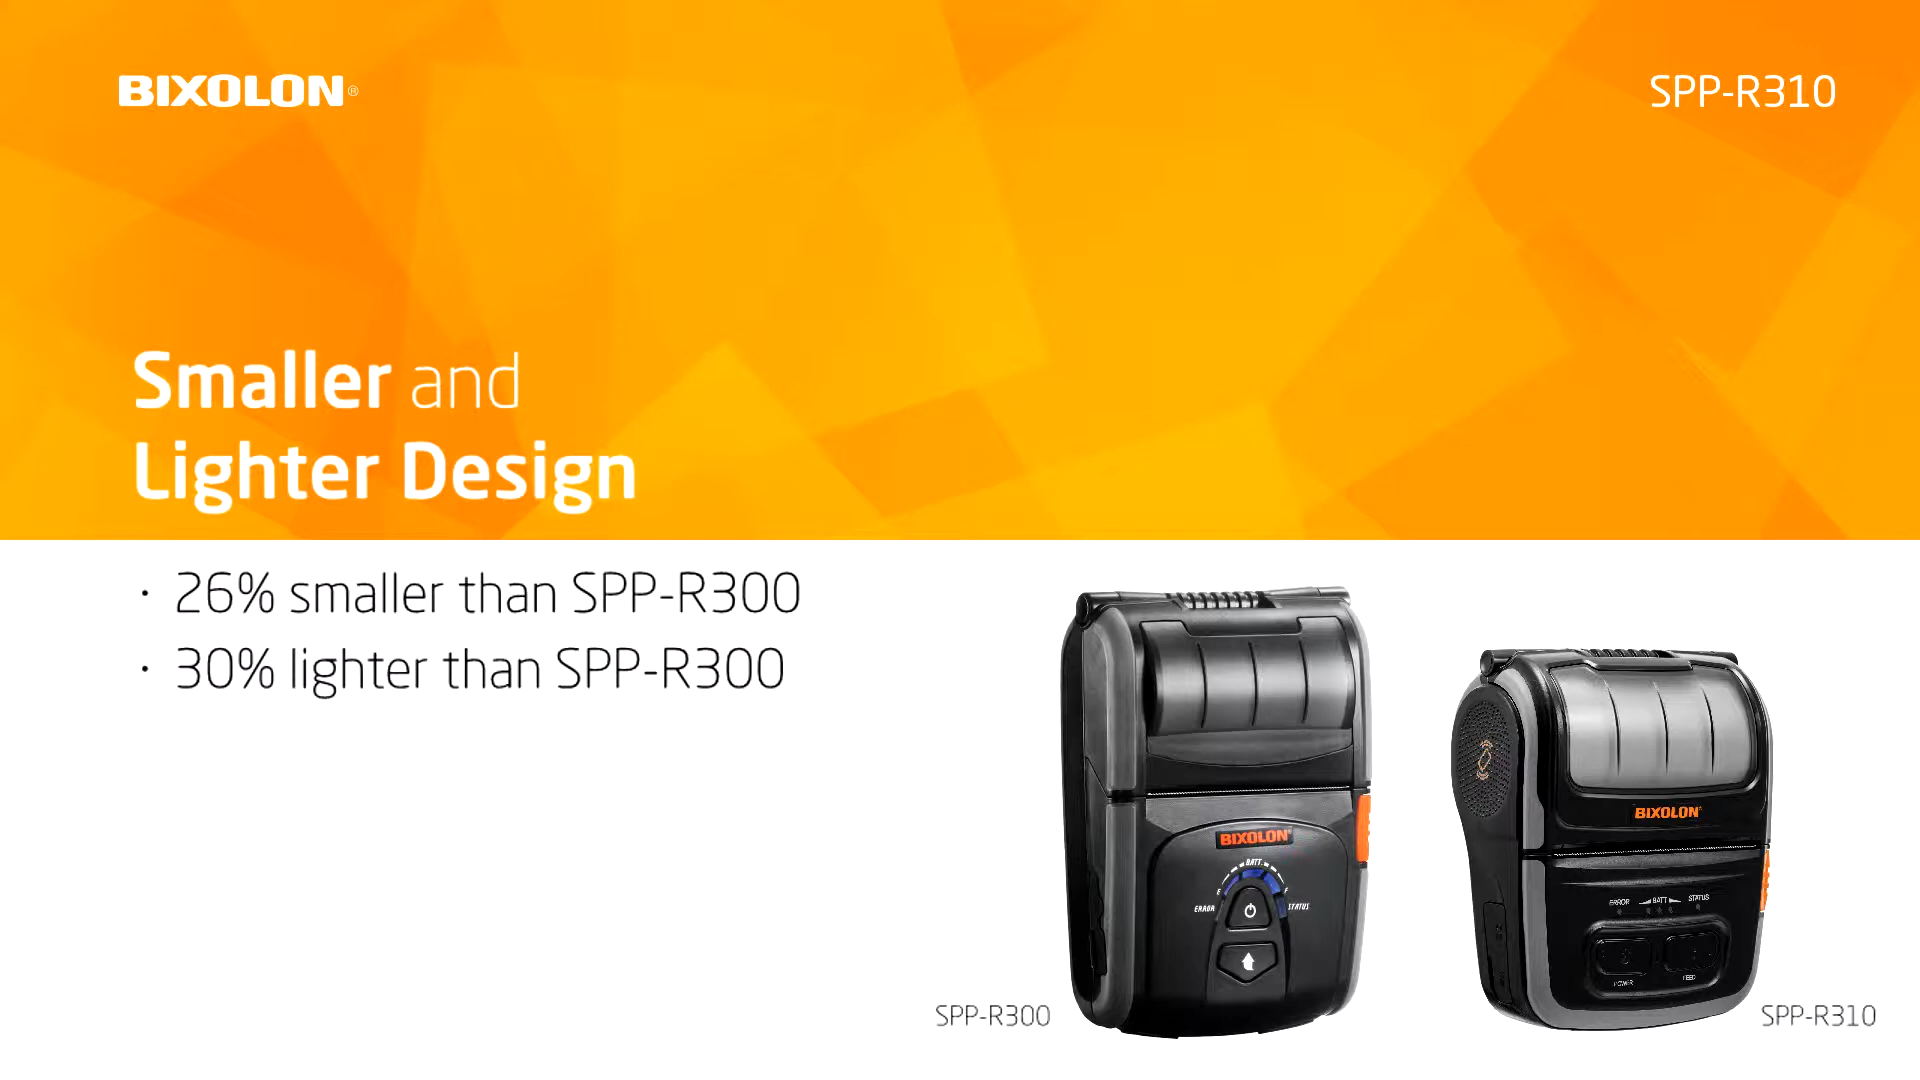 BIXOLON®
SPP-R310
Smaller and
Lighter Design
· 26% smaller than SPP-R300
· 30% lighter than SPP-R300
BIXOLON
BATT.
E F
ERROR STATUS
SPP-R300
BIXOLON
ERROR BATT STATUS
POWER FEED
SPP-R310